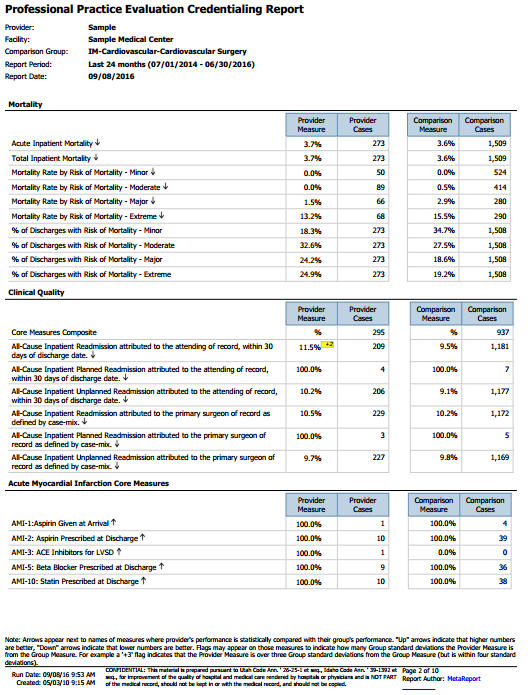 Professional Practice Evaluation Credentialing Report
Provider: Sample
Facility: Sample Medical Center
Comparison Group: IM-Cardiovascular-Cardiovascular Surgery
Report Period: Last 24 months (07/01/2014 - 06/30/2016)
Report Date: 09/08/2016
Mortality
Provider Measure Provider Cases Comparison Measure Comparison Cases
Acute Inpatient Mortality ↓ 3.7% 273 3.6% 1,509
Total Inpatient Mortality ↓ 3.7% 273 3.6% 1,509
Mortality Rate by Risk of Mortality - Minor ↓ 0.0% 50 0.0% 524
Mortality Rate by Risk of Mortality - Moderate ↓ 0.0% 89 0.5% 414
Mortality Rate by Risk of Mortality - Major ↓ 1.5% 66 2.9% 280
Mortality Rate by Risk of Mortality - Extreme ↓ 13.2% 68 15.5% 290
% of Discharges with Risk of Mortality - Minor 18.3% 273 34.7% 1,508
% of Discharges with Risk of Mortality - Moderate 32.6% 273 27.5% 1,508
% of Discharges with Risk of Mortality - Major 24.2% 273 18.6% 1,508
% of Discharges with Risk of Mortality - Extreme 24.9% 273 19.2% 1,508
Clinical Quality
Provider Measure Provider Cases Comparison Measure Comparison Cases
Core Measures Composite % 295 % 937
All-Cause Inpatient Readmission attributed to the attending of record, within 30 11.5% +2 209 9.5% 1,181
days of discharge date. ↓
All-Cause Inpatient Planned Readmission attributed to the attending of record, 100.0% 4 100.0% 7
within 30 days of discharge date. ↓
All-Cause Inpatient Unplanned Readmission attributed to the attending of record, 10.2% 206 9.1% 1,177
within 30 days of discharge date. ↓
All-Cause Inpatient Readmission attributed to the primary surgeon of record as 10.5% 229 10.2% 1,172
defined by case-mix. ↓
All-Cause Inpatient Planned Readmission attributed to the primary surgeon of 100.0% 3 100.0% 5
record as defined by case-mix. ↓
All-Cause Inpatient Unplanned Readmission attributed to the primary surgeon of 9.7% 227 9.8% 1,169
record as defined by case-mix. ↓
Acute Myocardial Infarction Core Measures
Provider Measure Provider Cases Comparison Measure Comparison Cases
AMI-1:Aspirin Given at Arrival ↑ 100.0% 1 100.0% 4
AMI-2: Aspirin Prescribed at Discharge ↑ 100.0% 10 100.0% 39
AMI-3: ACE Inhibitors for LVSD ↑ 100.0% 1 0.0% 0
AMI-5: Beta Blocker Prescribed at Discharge ↑ 100.0% 9 100.0% 36
AMI-10: Statin Prescribed at Discharge ↑ 100.0% 10 100.0% 38
Note: Arrows appear next to names of measures where provider's performance is statistically compared with their group's performance. "Up" arrows indicate that higher numbers
are better, "Down" arrows indicate that lower numbers are better. Flags may appear on those measures to indicate how many Group standard deviations the Provider Measure is
from the Group Measure. For example a '+3' flag indicates that the Provider Measure is over three Group standard deviations from the Group Measure (but is within four standard
deviations).
Run Date: 09/08/16 9:53 AM
Created: 05/03/10 9:15 AM
CONFIDENTIAL: This material is prepared pursuant to Utah Code Ann. ' 26-25-1 et seq., Idaho Code Ann. ' 39-1392 et
seq., for improvement of the quality of hospital and medical care rendered by hospitals or physicians and is NOT PART
of the medical record, should not be kept in or with the medical record, and should not be copied.
Page 2 of 10
Report Author: MetaReport